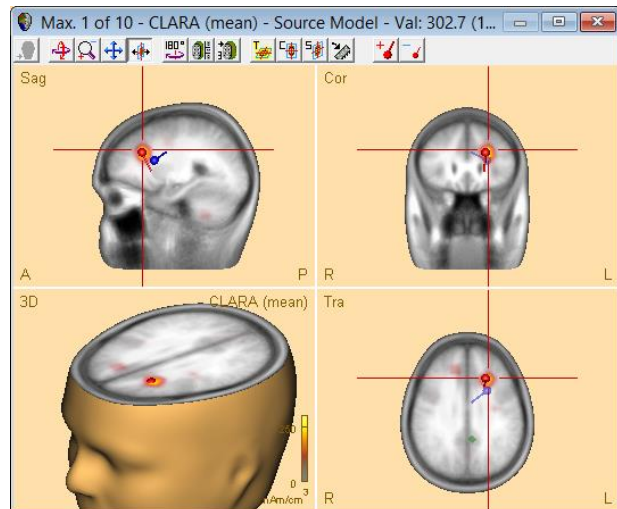 Max. 1 of 10 - CLARA (mean) - Source Model - Val: 302.7 (1...
180°
T
C
S
Sag
Cor
A
P
R
L
3D
CLARA (mean)
Tra
0
nAm/cm³
R
L